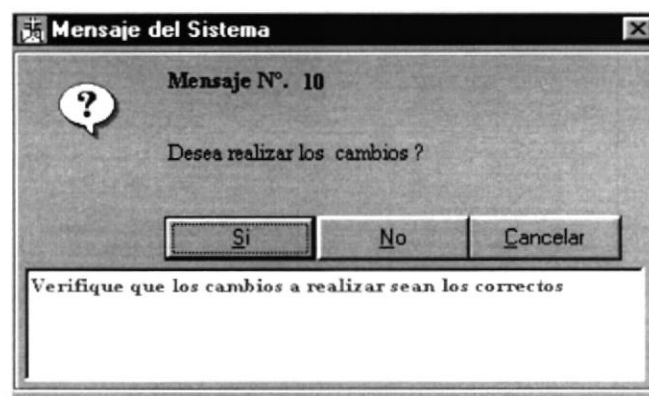 Mensaje del Sistema
Mensaje N°. 10
Desea realizar los cambios ?
Si No Cancelar
Verifique que los cambios a realizar sean los correctos